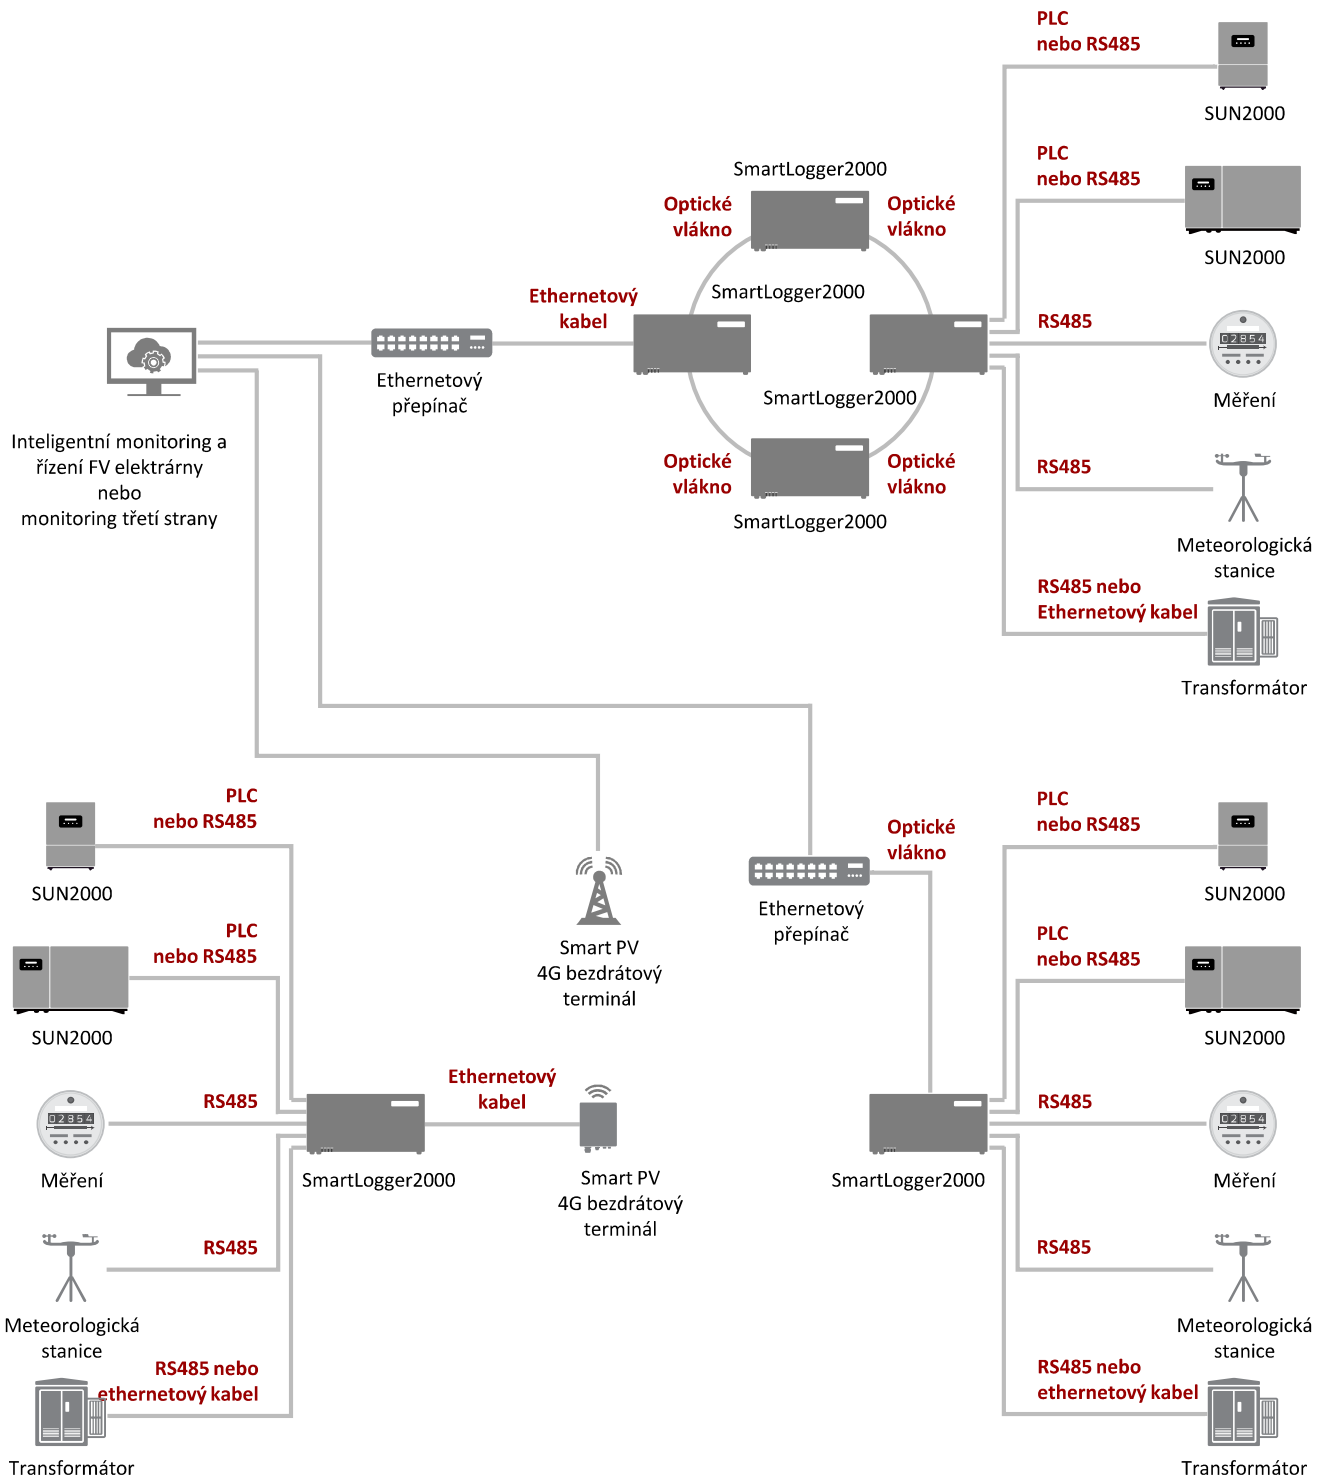 PLC
nebo RS485
SUN2000
PLC
nebo RS485
SUN2000
SmartLogger2000
Optické
vlákno
Optické
vlákno
SmartLogger2000
Ethernetový
kabel
RS485
02854
Měření
Ethernetový
přepínač
SmartLogger2000
Inteligentní monitoring a
řízení FV elektrárny
nebo
monitoring třetí strany
Optické
vlákno
Optické
vlákno
SmartLogger2000
RS485
Meteorologická
stanice
RS485 nebo
Ethernetový kabel
Transformátor
PLC
nebo RS485
SUN2000
PLC
nebo RS485
SUN2000
RS485
02854
Měření
SmartLogger2000
RS485
Meteorologická
stanice
RS485 nebo
ethernetový kabel
Transformátor
Smart PV
4G bezdrátový
terminál
Ethernetový
kabel
Smart PV
4G bezdrátový
terminál
Optické
vlákno
Ethernetový
přepínač
SmartLogger2000
PLC
nebo RS485
SUN2000
PLC
nebo RS485
SUN2000
RS485
02854
Měření
RS485
Meteorologická
stanice
RS485 nebo
ethernetový kabel
Transformátor